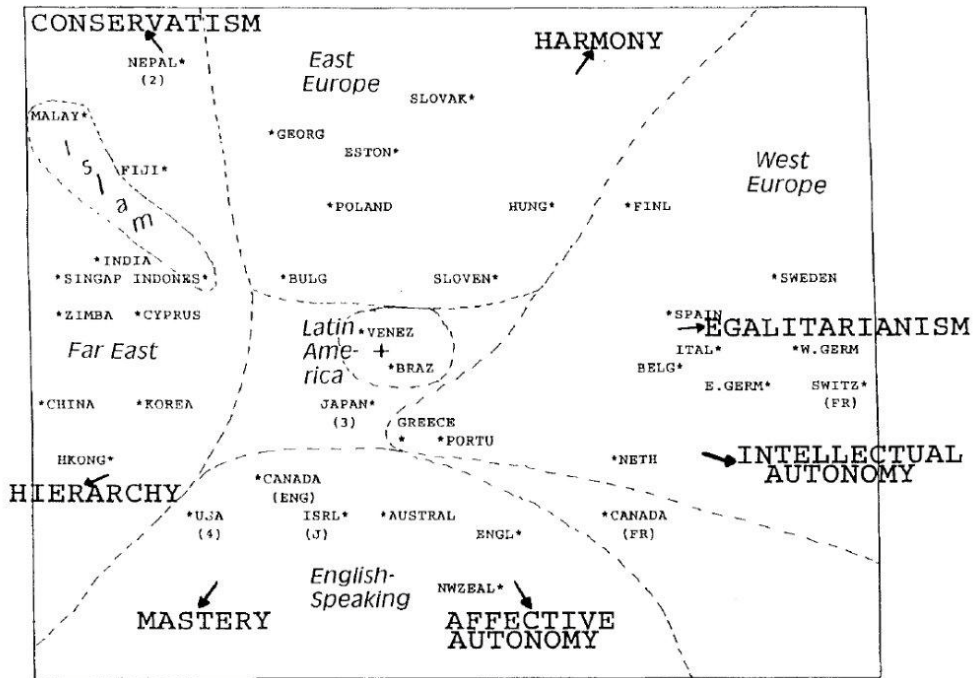 CONSERVATISM
HARMONY
East
Europe
NEPAL*
(2)
SLOVAK*
MALAY*
*GEORG
ESTON*
Islam
FIJI*
West
Europe
*POLAND
HUNG*
*FINL
*INDIA
*SINGAP INDONES*
*BULG
SLOVEN*
*SWEDEN
*ZIMBA
*CYPRUS
*SPAIN
EGALITARIANISM
Latin
Ame-
rica
*VENEZ
+
*BRAZ
Far East
ITAL*
*W.GERM
BELG*
E.GERM*
SWITZ*
(FR)
*CHINA
*KOREA
JAPAN*
(3)
GREECE
*
*PORTU
HKONG*
*NETH
INTELLECTUAL
AUTONOMY
HIERARCHY
*CANADA
(ENG)
*USA
(4)
ISRL*
(J)
*AUSTRAL
ENGL*
*CANADA
(FR)
English-
Speaking
NWZEAL*
MASTERY
AFFECTIVE
AUTONOMY